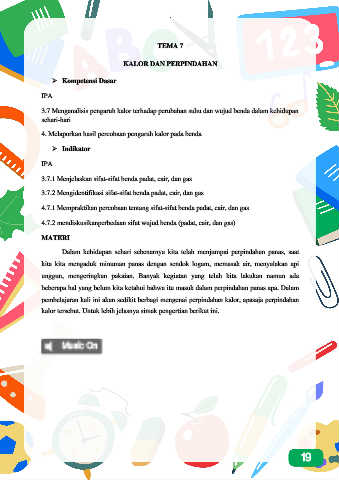 TEMA 7
KALOR DAN PERPINDAHAN
➤ Kompetensi Dasar
IPA
3.7 Menganalisis pengaruh kalor terhadap perubahan suhu dan wujud benda dalam kehidupan
sehari-hari
4. Melaporkan hasil percobaan pengaruh kalor pada benda
➤ Indikator
IPA
3.7.1 Menjelaskan sifat-sifat benda padat, cair, dan gas
3.7.2 Mengidentifikasi sifat-sifat benda padat, cair, dan gas
4.7.1 Mempraktikan percobaan tentang sifat-sifat benda padat, cair, dan gas
4.7.2 mendiskusikanperbedaan sifat wujud benda (padat, cair, dan gas)
MATERI
Dalam kehidupan sehari sebenarnya kita telah menjumpai perpindahan panas, saat
kita kita mengaduk minuman panas dengan sendok logam, memasak air, menyalakan api
unggun, mengeringkan pakaian. Banyak kegiatan yang telah kita lakukan namun ada
beberapa hal yang belum kita ketahui bahwa itu masuk dalam perpindahan panas apa. Dalam
pembelajaran kali ini akan sedikit berbagi mengenai perpindahan kalor, apasaja perpindahan
kalor tersebut. Untuk lebih jelasnya simak pengertian berikut ini.
Music On
19
ABC
123